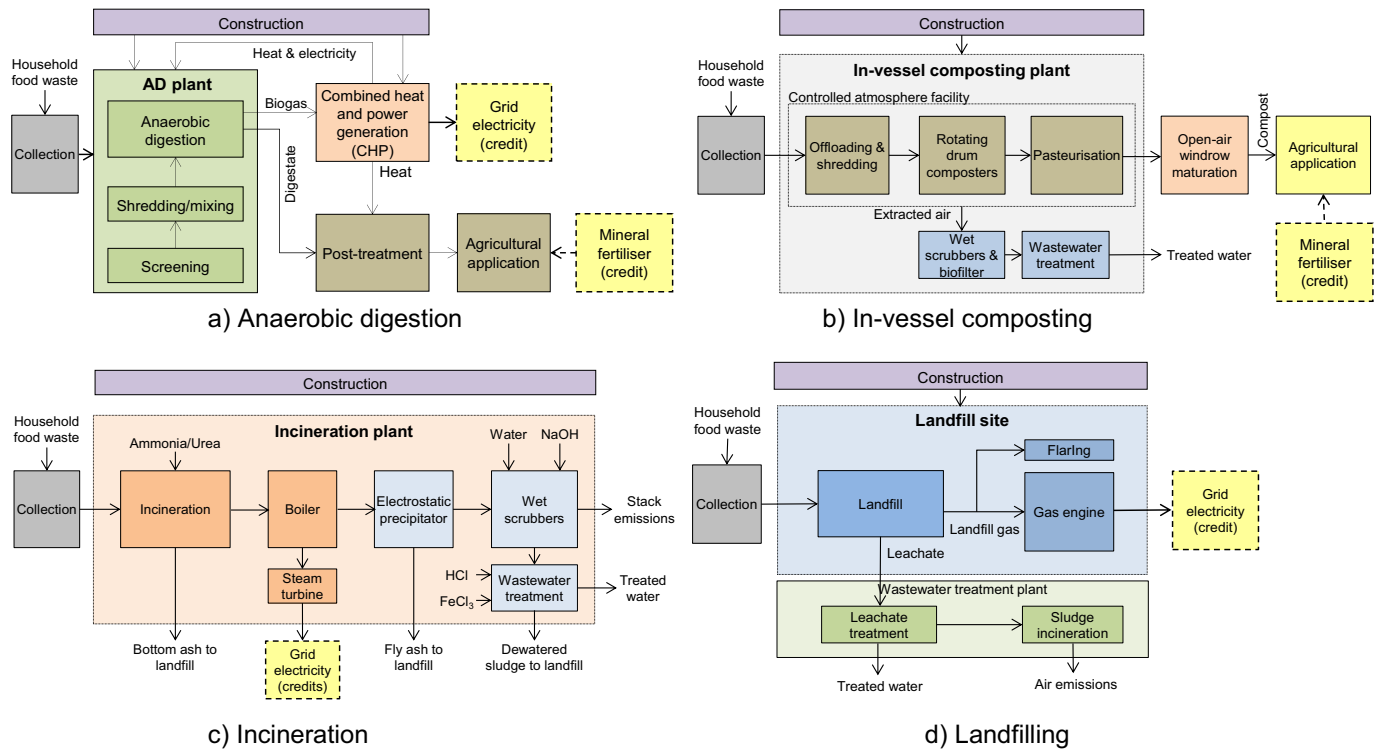 Construction
Heat & electricity
Household
food waste
AD plant
Collection
Anaerobic
digestion
Shredding/mixing
Screening
Biogas
Digestate
Combined heat
and power
generation
(CHP)
Heat
Grid
electricity
(credit)
Post-treatment
Agricultural
application
Mineral
fertiliser
(credit)
a) Anaerobic digestion
Construction
Household
food waste
In-vessel composting plant
Controlled atmosphere facility
Collection
Offloading &
shredding
Rotating
drum
composters
Pasteurisation
Open-air
windrow
maturation
Compost
Agricultural
application
Extracted air
Wet
scrubbers &
biofilter
Wastewater
treatment
Treated water
Mineral
fertiliser
(credit)
b) In-vessel composting
Construction
Household
food waste
Incineration plant
Ammonia/Urea
Water
NaOH
Collection
Incineration
Boiler
Electrostatic
precipitator
Wet
scrubbers
Stack
emissions
Steam
turbine
HCl
FeCl₃
Wastewater
treatment
Treated
water
Bottom ash to
landfill
Grid
electricity
(credits)
Fly ash to
landfill
Dewatered
sludge to landfill
c) Incineration
Construction
Household
food waste
Landfill site
Collection
Landfill
FlarIng
Landfill gas
Gas engine
Grid
electricity
(credit)
Leachate
Wastewater treatment plant
Leachate
treatment
Sludge
incineration
Treated water
Air emissions
d) Landfilling